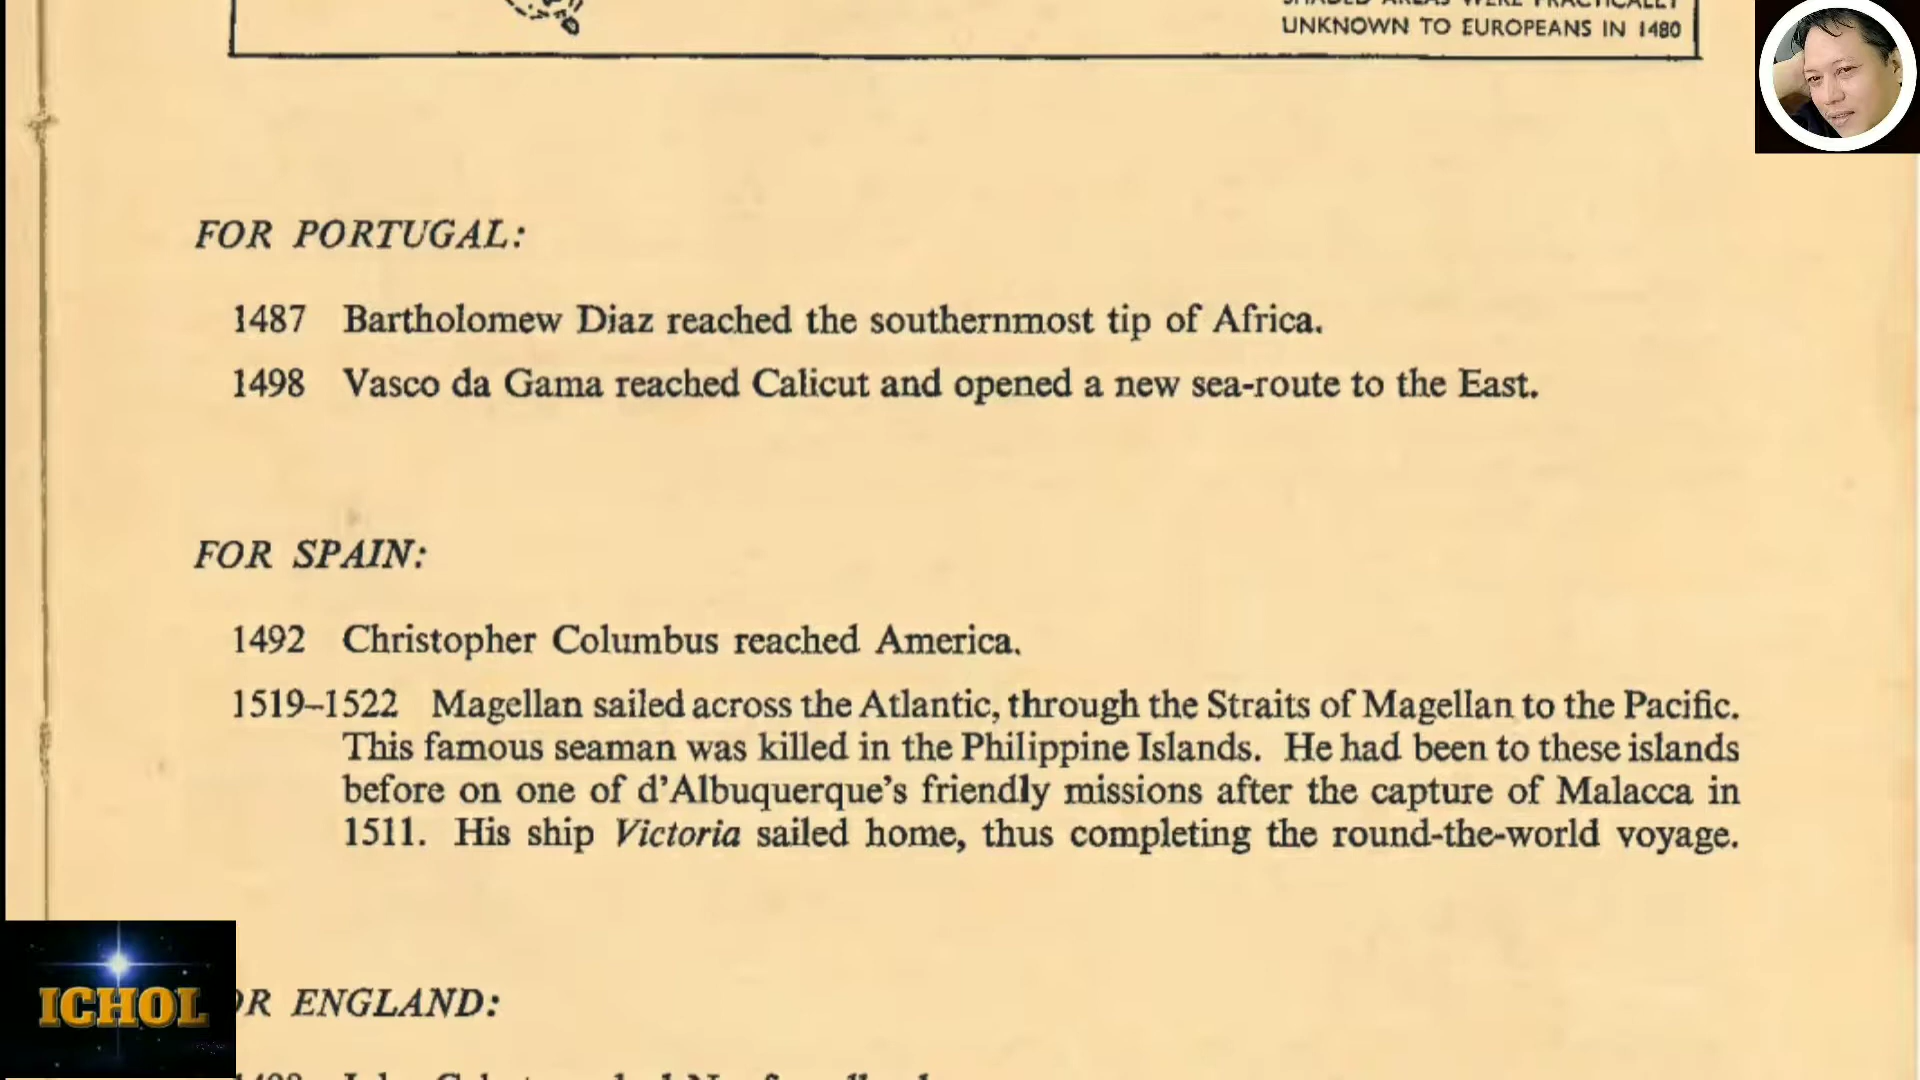 UNKNOWN TO EUROPEANS IN 1480
FOR PORTUGAL:
1487 Bartholomew Diaz reached the southernmost tip of Africa.
1498 Vasco da Gama reached Calicut and opened a new sea-route to the East.
FOR SPAIN:
1492 Christopher Columbus reached America.
1519–1522 Magellan sailed across the Atlantic, through the Straits of Magellan to the Pacific.
This famous seaman was killed in the Philippine Islands. He had been to these islands
before on one of d'Albuquerque's friendly missions after the capture of Malacca in
1511. His ship Victoria sailed home, thus completing the round-the-world voyage.
ICHOL
OR ENGLAND: